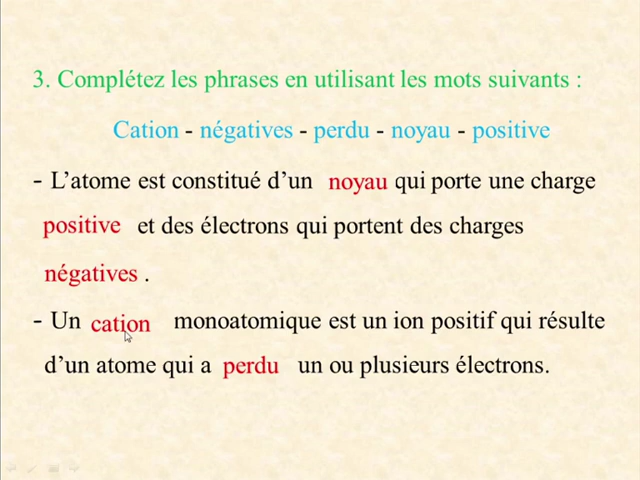 3. Complétez les phrases en utilisant les mots suivants :
Cation - négatives - perdu - noyau - positive
- L’atome est constitué d’un noyau qui porte une charge
positive et des électrons qui portent des charges
négatives .
- Un cation monoatomique est un ion positif qui résulte
d’un atome qui a perdu un ou plusieurs électrons.